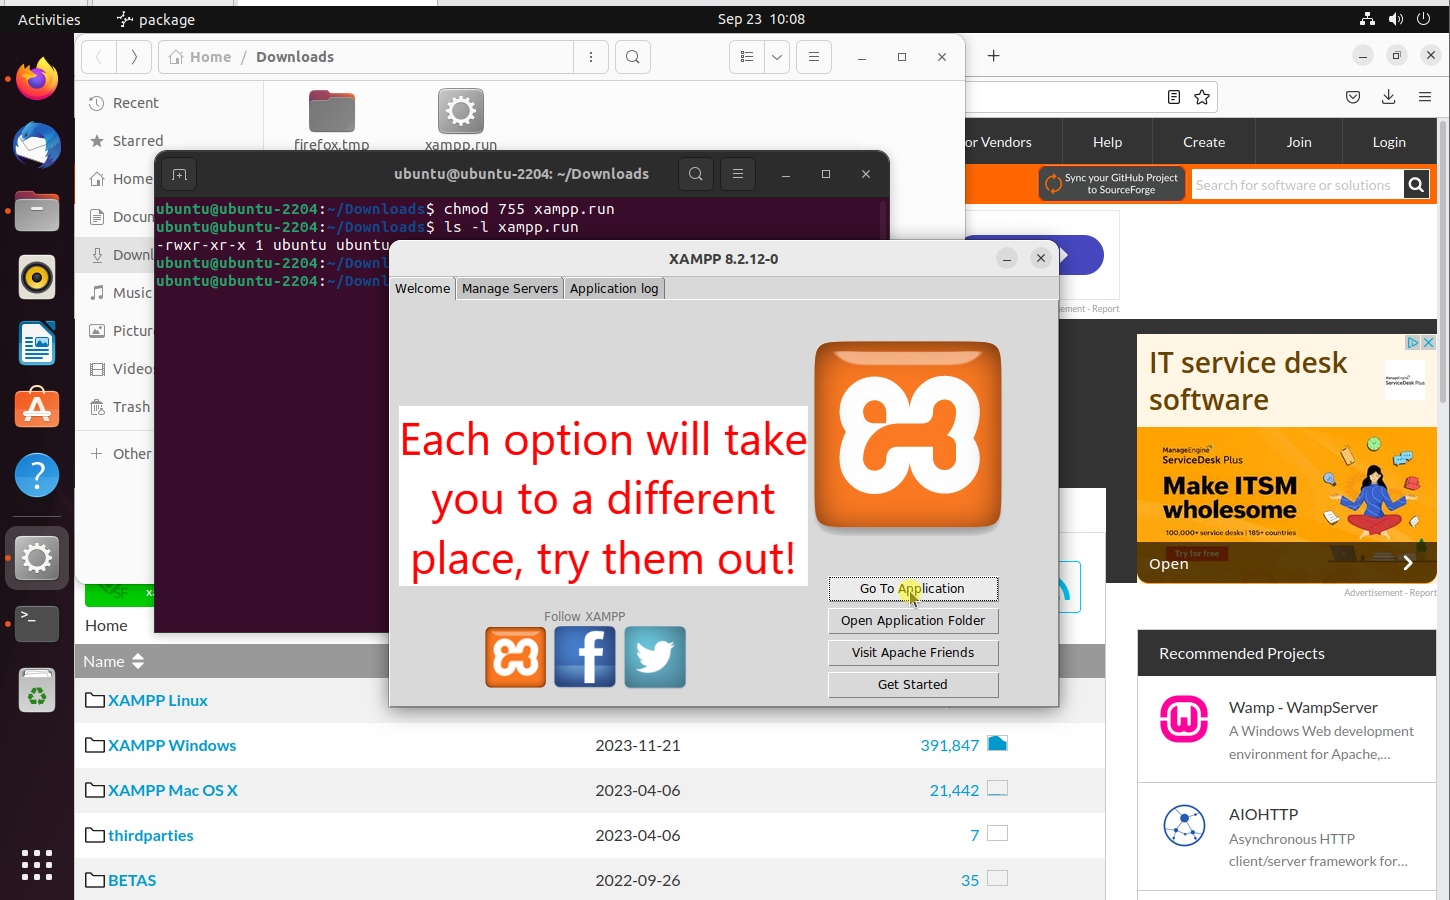 Activities
package
Sep 23 10:08
Home / Downloads
Recent
Starred
Home
Docum
Downl
Music
Pictur
Videos
Trash
Other
firefox.tmp
xampp.run
ubuntu@ubuntu-2204: ~/Downloads
ubuntu@ubuntu-2204:~/Downloads$ chmod 755 xampp.run
ubuntu@ubuntu-2204:~/Downloads$ ls -l xampp.run
-rwxr-xr-x 1 ubuntu ubuntu
ubuntu@ubuntu-2204:~/Downl
ubuntu@ubuntu-2204:~/Downl
XAMPP 8.2.12-0
Welcome
Manage Servers
Application log
Each option will take
you to a different
place, try them out!
Follow XAMPP
Go To Application
Open Application Folder
Visit Apache Friends
Get Started
or Vendors
Help
Create
Join
Login
Sync your GitHub Project
to SourceForge
Search for software or solutions
ement - Report
IT service desk
software
ManageEngine
ServiceDesk Plus
Make ITSM
wholesome
100,000+ service desks | 185+ countries
Try for free
Open
Advertisement - Report
Home
Name
XAMPP Linux
XAMPP Windows 2023-11-21 391,847
XAMPP Mac OS X 2023-04-06 21,442
thirdparties 2023-04-06 7
BETAS 2022-09-26 35
Recommended Projects
Wamp - WampServer
A Windows Web development
environment for Apache,...
AIOHTTP
Asynchronous HTTP
client/server framework for...